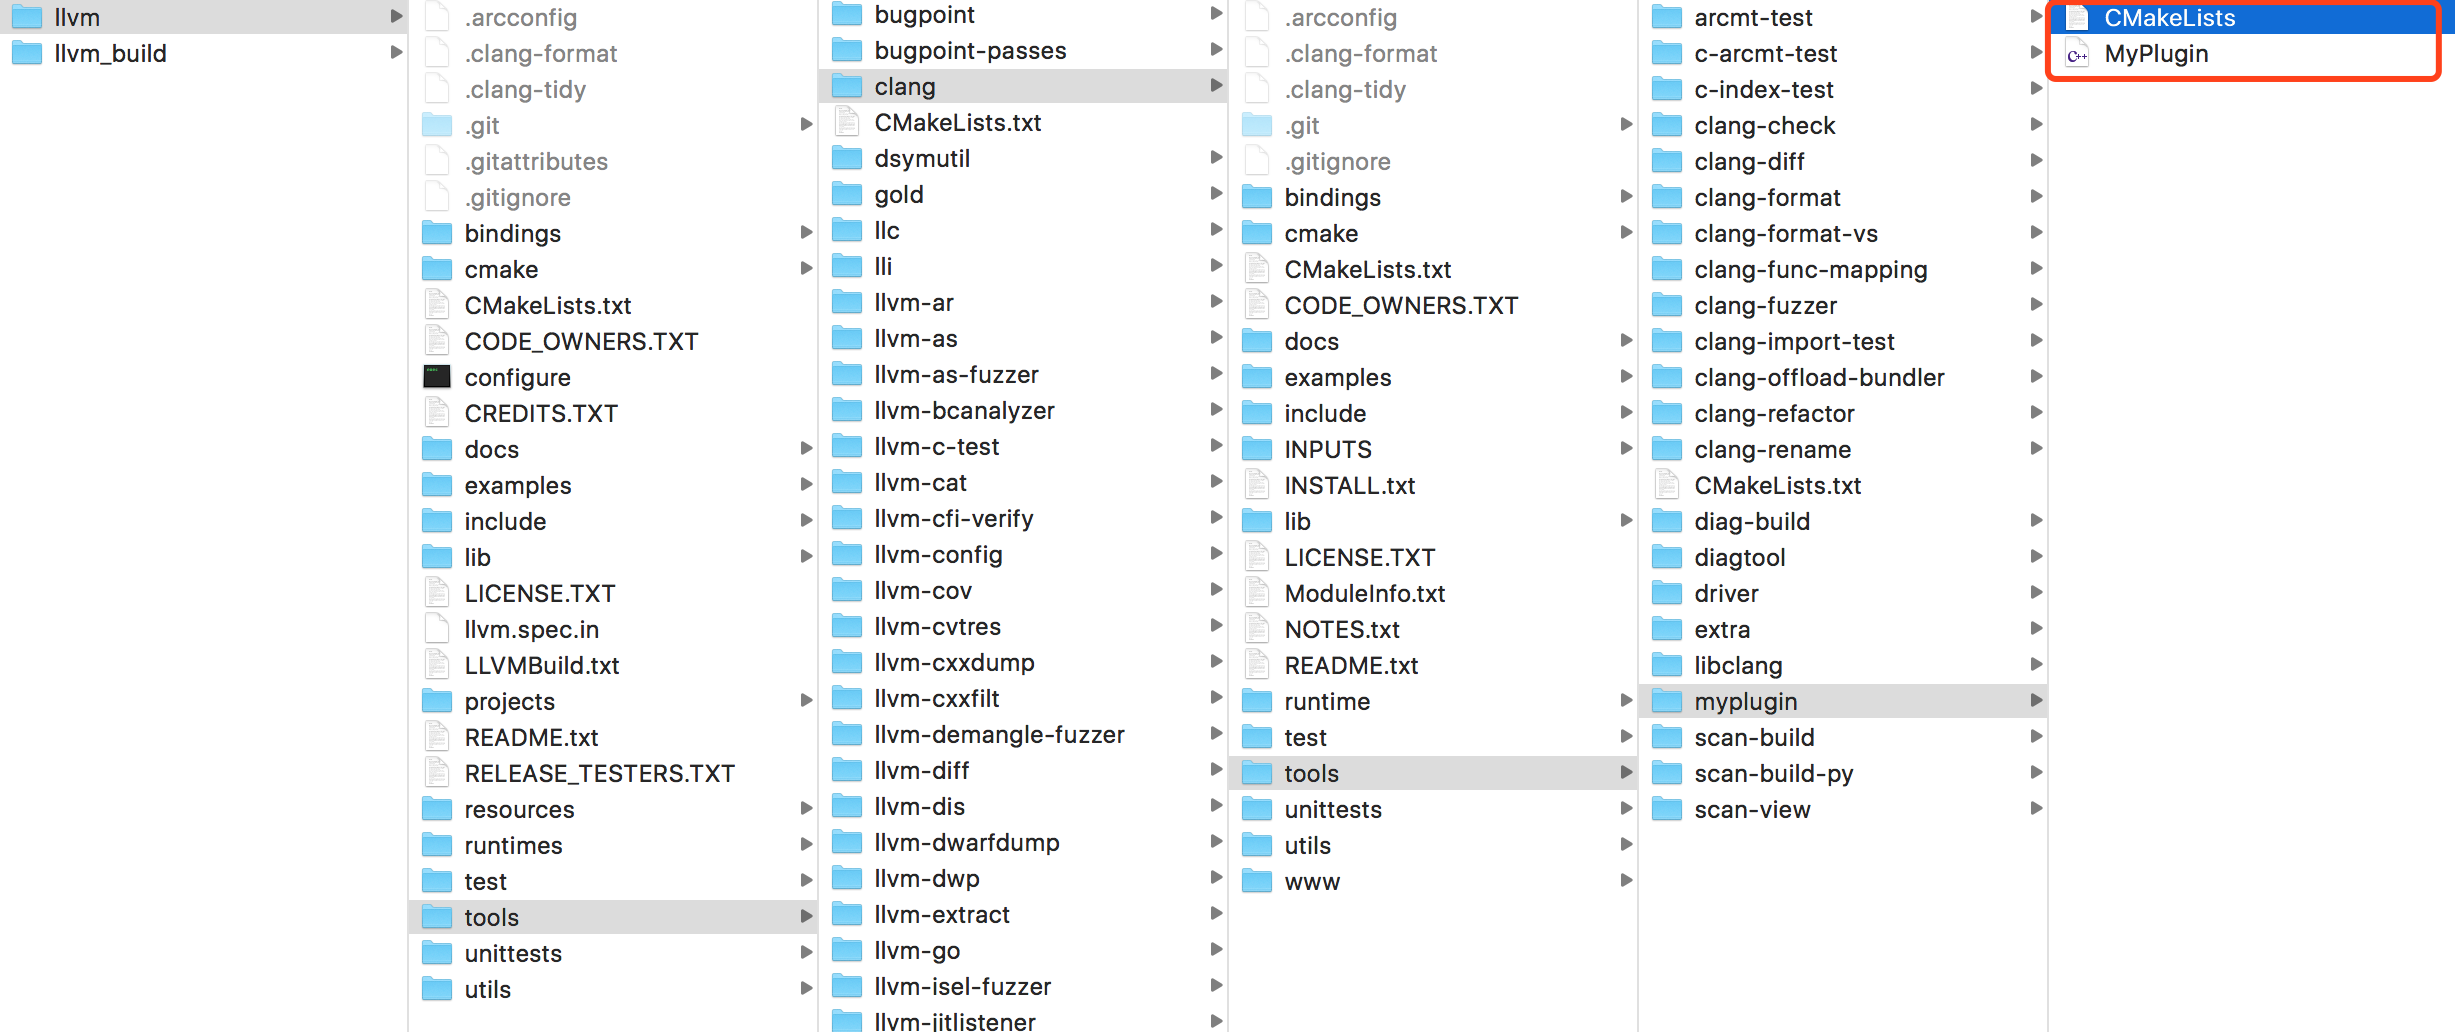 llvm
llvm_build
.arcconfig
.clang-format
.clang-tidy
.git
.gitattributes
.gitignore
bindings
cmake
CMakeLists.txt
CODE_OWNERS.TXT
configure
CREDITS.TXT
docs
examples
include
lib
LICENSE.TXT
llvm.spec.in
LLVMBuild.txt
projects
README.txt
RELEASE_TESTERS.TXT
resources
runtimes
test
tools
unittests
utils
bugpoint
bugpoint-passes
clang
CMakeLists.txt
dsymutil
gold
llc
lli
llvm-ar
llvm-as
llvm-as-fuzzer
llvm-bcanalyzer
llvm-c-test
llvm-cat
llvm-cfi-verify
llvm-config
llvm-cov
llvm-cvtres
llvm-cxxdump
llvm-cxxfilt
llvm-demangle-fuzzer
llvm-diff
llvm-dis
llvm-dwarfdump
llvm-dwp
llvm-extract
llvm-go
llvm-isel-fuzzer
llvm-jitlistener
.arcconfig
.clang-format
.clang-tidy
.git
.gitignore
bindings
cmake
CMakeLists.txt
CODE_OWNERS.TXT
docs
examples
include
INPUTS
INSTALL.txt
lib
LICENSE.TXT
ModuleInfo.txt
NOTES.txt
README.txt
runtime
test
tools
unittests
utils
www
arcmt-test
c-arcmt-test
c-index-test
clang-check
clang-diff
clang-format
clang-format-vs
clang-func-mapping
clang-fuzzer
clang-import-test
clang-offload-bundler
clang-refactor
clang-rename
CMakeLists.txt
diag-build
diagtool
driver
extra
libclang
myplugin
scan-build
scan-build-py
scan-view
CMakeLists
C++ MyPlugin